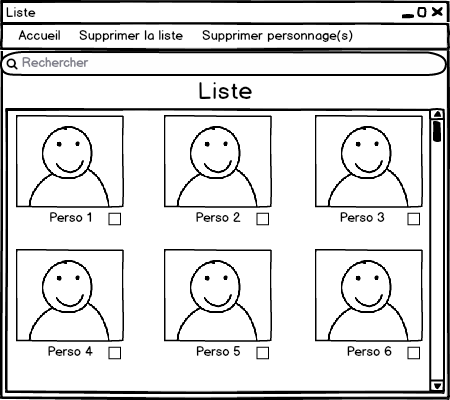 Liste
Accueil Supprimer la liste Supprimer personnage(s)
Rechercher
Liste
Perso 1 Perso 2 Perso 3
Perso 4 Perso 5 Perso 6